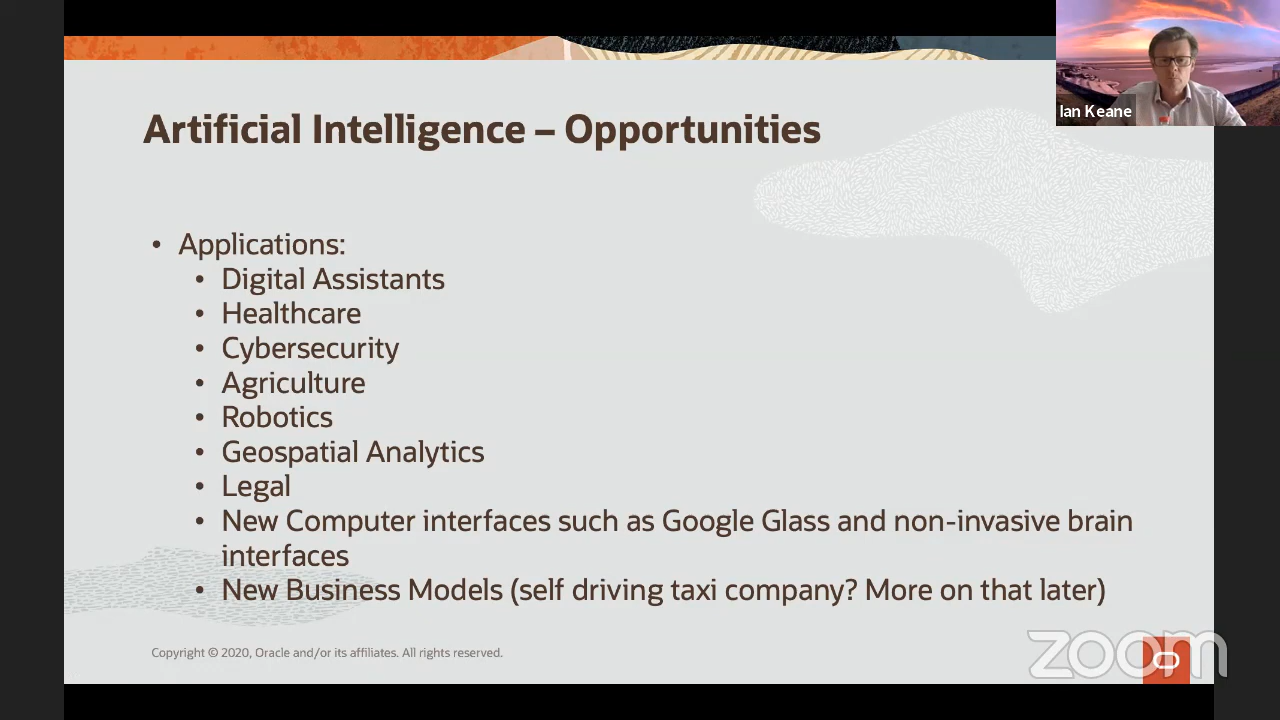 Ian Keane
Artificial Intelligence – Opportunities
• Applications:
• Digital Assistants
• Healthcare
• Cybersecurity
• Agriculture
• Robotics
• Geospatial Analytics
• Legal
• New Computer interfaces such as Google Glass and non-invasive brain
interfaces
• New Business Models (self driving taxi company? More on that later)
Copyright © 2020, Oracle and/or its affiliates. All rights reserved.
zoom